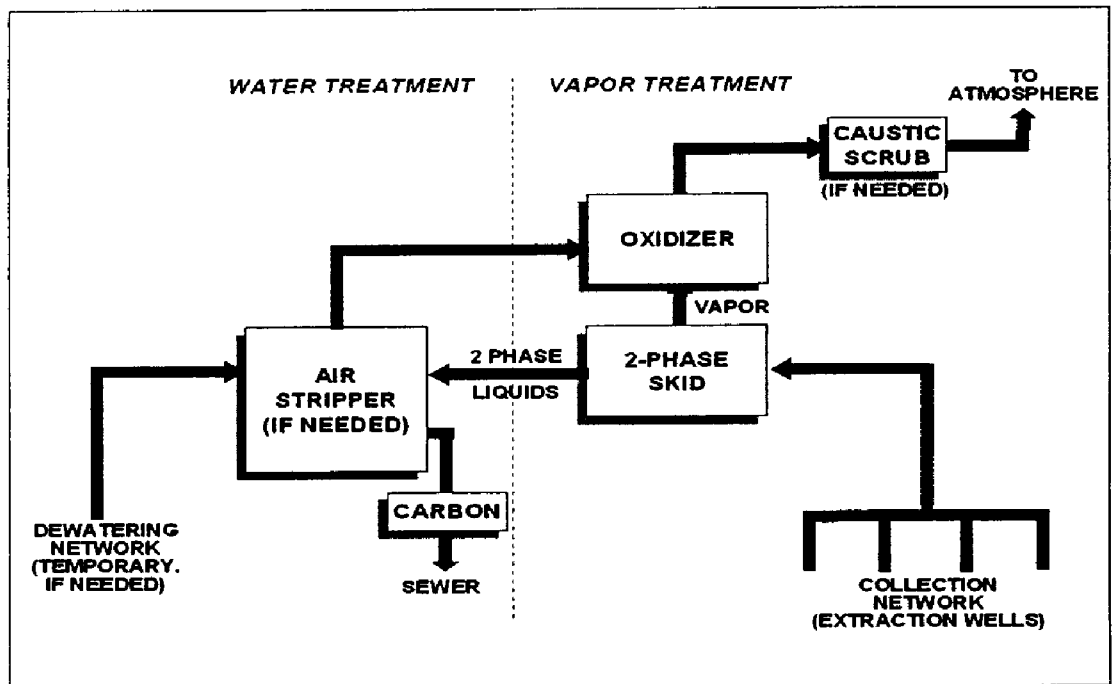 WATER TREATMENT
VAPOR TREATMENT
TO
ATMOSPHERE
CAUSTIC
SCRUB
(IF NEEDED)
OXIDIZER
VAPOR
2-PHASE
SKID
2 PHASE
LIQUIDS
AIR
STRIPPER
(IF NEEDED)
CARBON
SEWER
DEWATERING
NETWORK
(TEMPORARY.
IF NEEDED)
COLLECTION
NETWORK
(EXTRACTION WELLS)